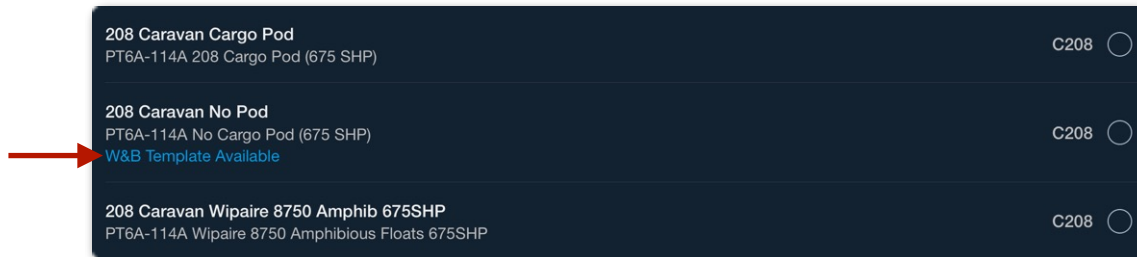 208 Caravan Cargo Pod
PT6A-114A 208 Cargo Pod (675 SHP)
C208
208 Caravan No Pod
PT6A-114A No Cargo Pod (675 SHP)
W&B Template Available
C208
208 Caravan Wipaire 8750 Amphib 675SHP
PT6A-114A Wipaire 8750 Amphibious Floats 675SHP
C208